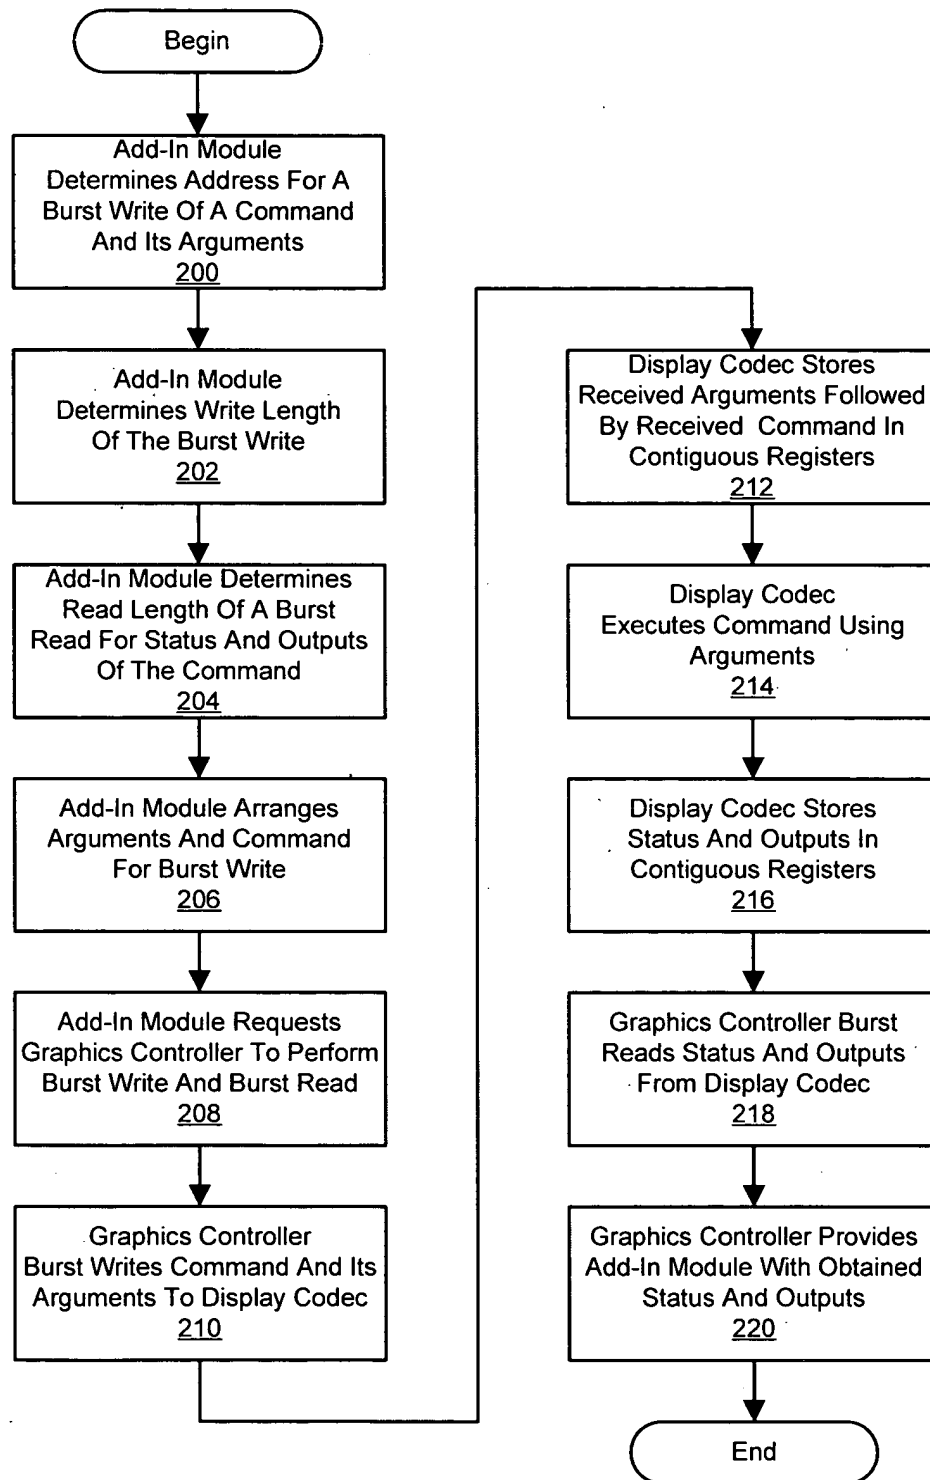 Begin
Add-In Module
Determines Address For A
Burst Write Of A Command
And Its Arguments
200
Add-In Module
Determines Write Length
Of The Burst Write
202
Add-In Module Determines
Read Length Of A Burst
Read For Status And Outputs
Of The Command
204
Add-In Module Arranges
Arguments And Command
For Burst Write
206
Add-In Module Requests
Graphics Controller To Perform
Burst Write And Burst Read
208
Graphics Controller
Burst Writes Command And Its
Arguments To Display Codec
210
Display Codec Stores
Received Arguments Followed
By Received Command In
Contiguous Registers
212
Display Codec
Executes Command Using
Arguments
214
Display Codec Stores
Status And Outputs In
Contiguous Registers
216
Graphics Controller Burst
Reads Status And Outputs
From Display Codec
218
Graphics Controller Provides
Add-In Module With Obtained
Status And Outputs
220
End